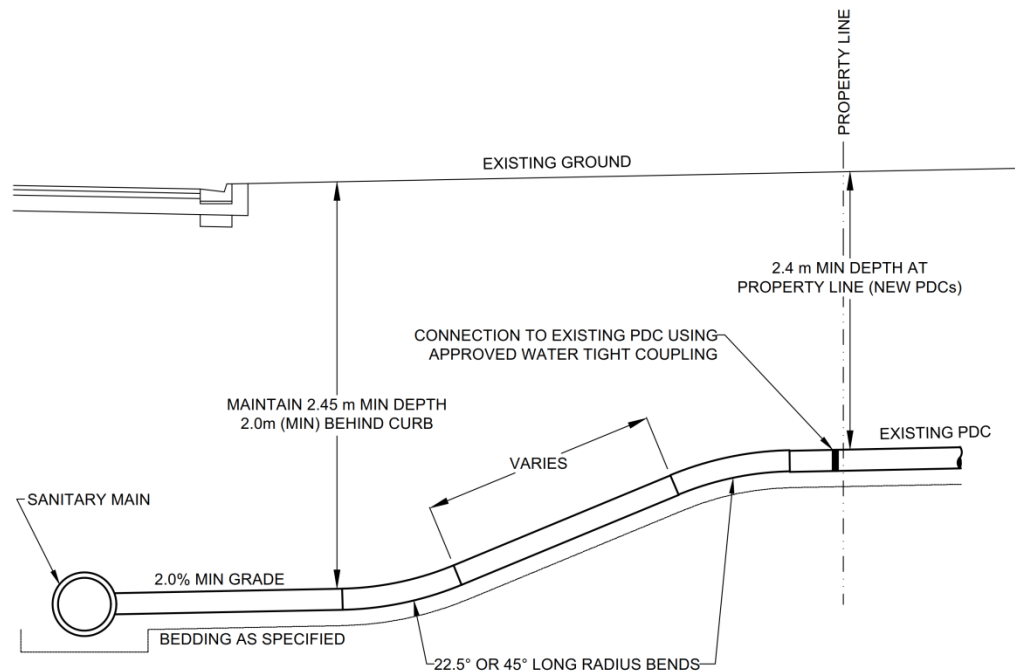 PROPERTY LINE
EXISTING GROUND
2.4 m MIN DEPTH AT
PROPERTY LINE (NEW PDCs)
CONNECTION TO EXISTING PDC USING
APPROVED WATER TIGHT COUPLING
MAINTAIN 2.45 m MIN DEPTH
2.0m (MIN) BEHIND CURB
EXISTING PDC
VARIES
SANITARY MAIN
2.0% MIN GRADE
BEDDING AS SPECIFIED
22.5° OR 45° LONG RADIUS BENDS